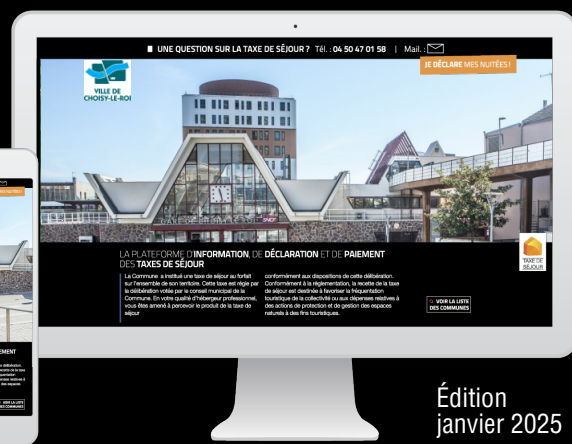 UNE QUESTION SUR LA TAXE DE SÉJOUR ? Tél. : 04 50 47 01 58 | Mail. :
JE DÉCLARE MES NUITÉES !
VILLE DE
CHOISY-LE-ROI
SNCF
LA PLATEFORME D'INFORMATION, DE DÉCLARATION ET DE PAIEMENT
DES TAXES DE SÉJOUR
La Commune a institué une taxe de séjour au forfait
sur l'ensemble de son territoire. Cette taxe est régie par
la délibération votée par le conseil municipal de la
Commune. En votre qualité d'hébergeur professionnel,
vous êtes amené à percevoir le produit de la taxe de
séjour
conformément aux dispositions de cette délibération.
Conformément à la réglementation, la recette de la taxe
de séjour est destinée à favoriser la fréquentation
touristique de la collectivité ou aux dépenses relatives à
des actions de protection et de gestion des espaces
naturels à des fins touristiques.
TAXE DE
SÉJOUR
VOIR LA LISTE
DES COMMUNES
PAIEMENT
VOIR LA LISTE
DES COMMUNES
Édition
janvier 2025